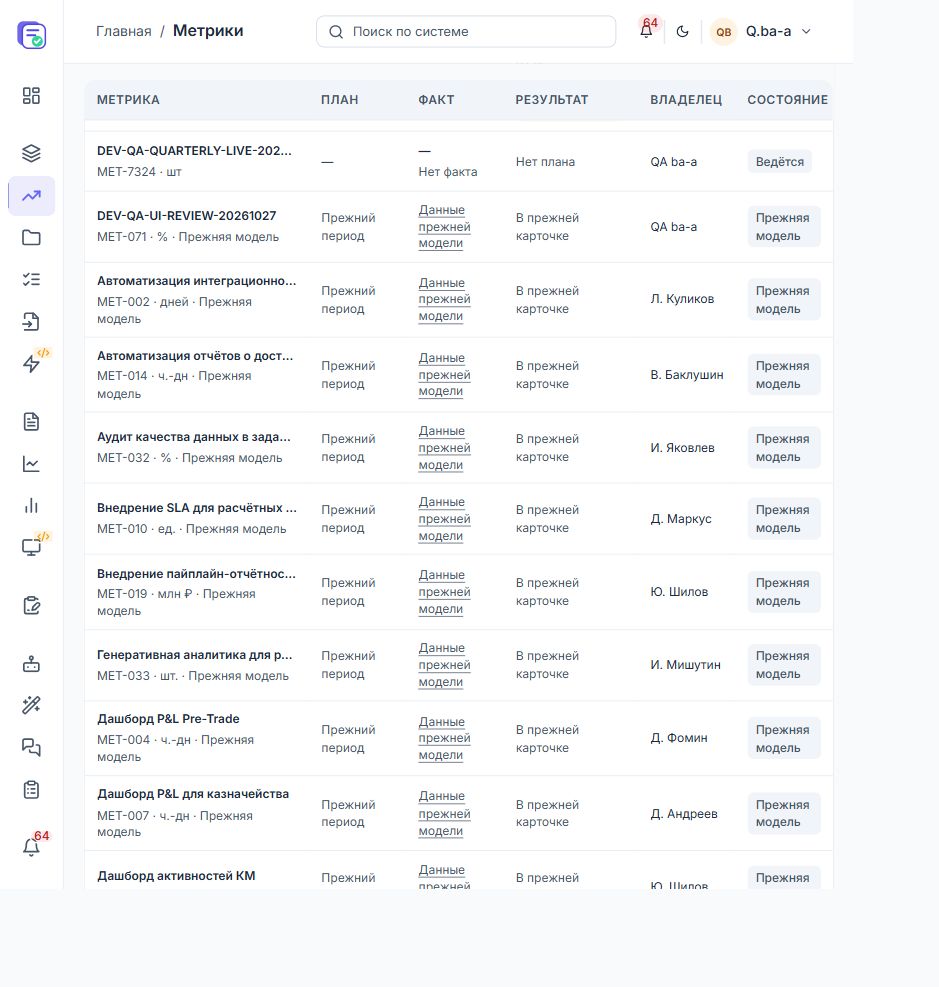 Главная / Метрики
Поиск по системе
64
QB
Q.ba-a
МЕТРИКА ПЛАН ФАКТ РЕЗУЛЬТАТ ВЛАДЕЛЕЦ СОСТОЯНИЕ
DEV-QA-QUARTERLY-LIVE-202...
MET-7324 · шт
—
—
Нет факта
Нет плана
QA ba-a
Ведётся
DEV-QA-UI-REVIEW-20261027
MET-071 · % · Прежняя модель
Прежний
период
Данные
прежней
модели
В прежней
карточке
QA ba-a
Прежняя
модель
Автоматизация интеграционно...
MET-002 · дней · Прежняя
модель
Прежний
период
Данные
прежней
модели
В прежней
карточке
Л. Куликов
Прежняя
модель
Автоматизация отчётов о дост...
MET-014 · ч.-дн · Прежняя
модель
Прежний
период
Данные
прежней
модели
В прежней
карточке
В. Баклушин
Прежняя
модель
Аудит качества данных в зада...
MET-032 · % · Прежняя модель
Прежний
период
Данные
прежней
модели
В прежней
карточке
И. Яковлев
Прежняя
модель
Внедрение SLA для расчётных ...
MET-010 · ед. · Прежняя модель
Прежний
период
Данные
прежней
модели
В прежней
карточке
Д. Маркус
Прежняя
модель
Внедрение пайплайн-отчётнос...
MET-019 · млн ₽ · Прежняя
модель
Прежний
период
Данные
прежней
модели
В прежней
карточке
Ю. Шилов
Прежняя
модель
Генеративная аналитика для р...
MET-033 · шт. · Прежняя модель
Прежний
период
Данные
прежней
модели
В прежней
карточке
И. Мишутин
Прежняя
модель
Дашборд P&L Pre-Trade
MET-004 · ч.-дн · Прежняя
модель
Прежний
период
Данные
прежней
модели
В прежней
карточке
Д. Фомин
Прежняя
модель
Дашборд P&L для казначейства
MET-007 · ч.-дн · Прежняя
модель
Прежний
период
Данные
прежней
модели
В прежней
карточке
Д. Андреев
Прежняя
модель
Дашборд активностей КМ
Прежний
Данные
прежней
В прежней
Ю. Шилов
Прежняя
</> 
</>
64